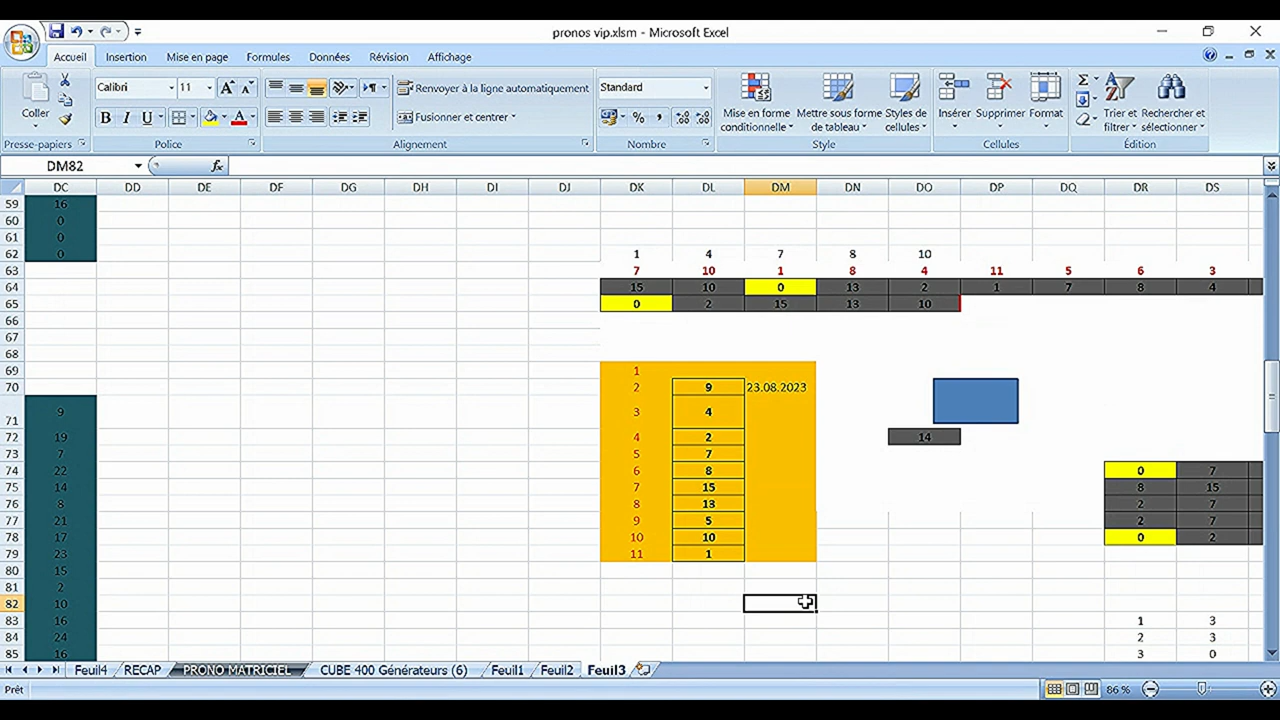 pronos vip.xlsm - Microsoft Excel
Accueil Insertion Mise en page Formules Données Révision Affichage
Coller Calibri 11 Renvoyer à la ligne automatiquement Standard Mise en forme conditionnelle Mettre sous forme de tableau Styles de cellules Insérer Supprimer Format Trier et filtrer Rechercher et sélectionner
G I S Fusionner et centrer % 000
Presse-papiers Police Alignement Nombre Style Cellules Édition
DM82 fx
DC DD DE DF DG DH DI DJ DK DL DM DN DO DP DQ DR DS
59 16
60 0
61 0
62 0 1 4 7 8 10
63 7 10 1 8 4 11 5 6 3
64 15 10 0 13 2 1 7 8 4
65 0 2 15 13 10
66
67
68
69 1
70 2 9 23.08.2023
71 9 3 4
72 19 4 2 14
73 7 5 7
74 22 6 8 0 7
75 14 7 15 8 15
76 8 8 13 2 7
77 21 9 5 2 7
78 17 10 10 0 2
79 23 11 1
80 15
81 2
82 10
83 16 1 3
84 24 2 3
85 16 3 0
Feuil4 RECAP PRONO MATRICIEL CUBE 400 Générateurs (6) Feuil1 Feuil2 Feuil3
Prêt 86 %